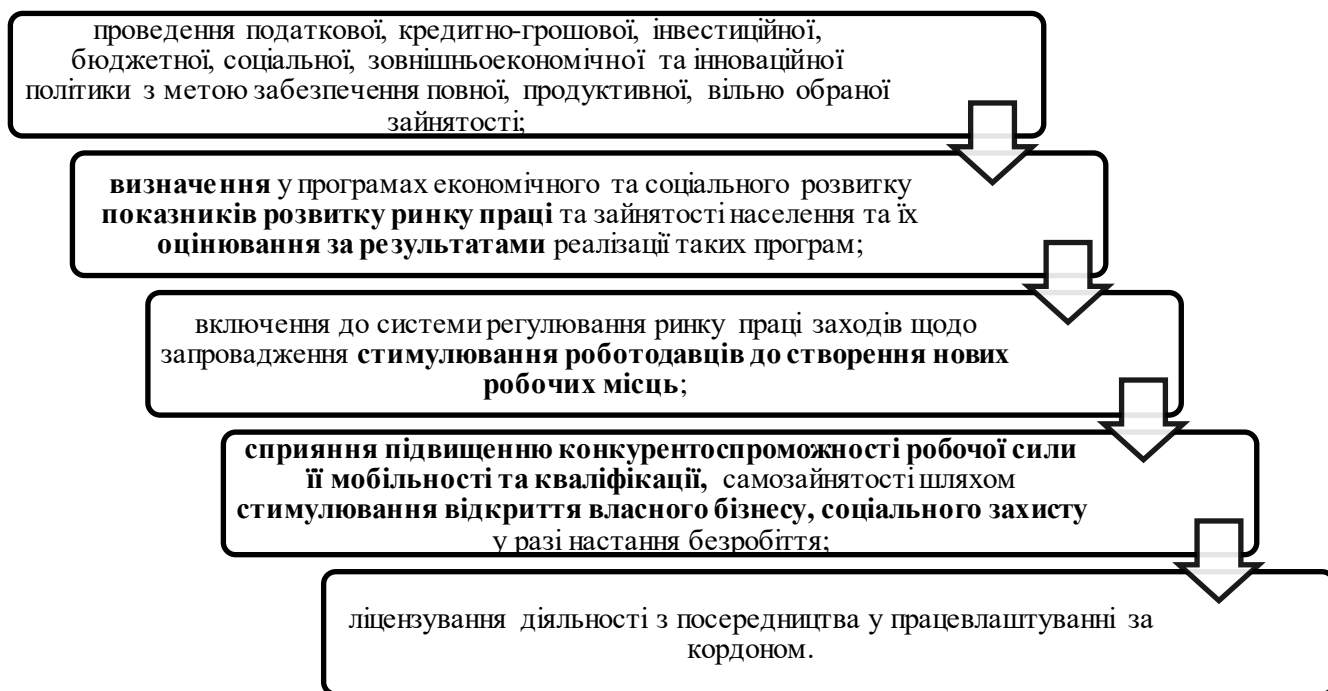 проведення податкової, кредитно-грошової, інвестиційної,
бюджетної, соціальної, зовнішньоекономічної та інноваційної
політики з метою забезпечення повної, продуктивної, вільно обраної
зайнятості;
визначення у програмах економічного та соціального розвитку
показників розвитку ринку праці та зайнятості населення та їх
оцінювання за результатами реалізації таких програм;
включення до системи регулювання ринку праці заходів щодо
запровадження стимулювання роботодавців до створення нових
робочих місць;
сприяння підвищенню конкурентоспроможності робочої сили
її мобільності та кваліфікації, самозайнятості шляхом
стимулювання відкриття власного бізнесу, соціального захисту
у разі настання безробіття;
ліцензування діяльності з посередництва у працевлаштуванні за
кордоном.